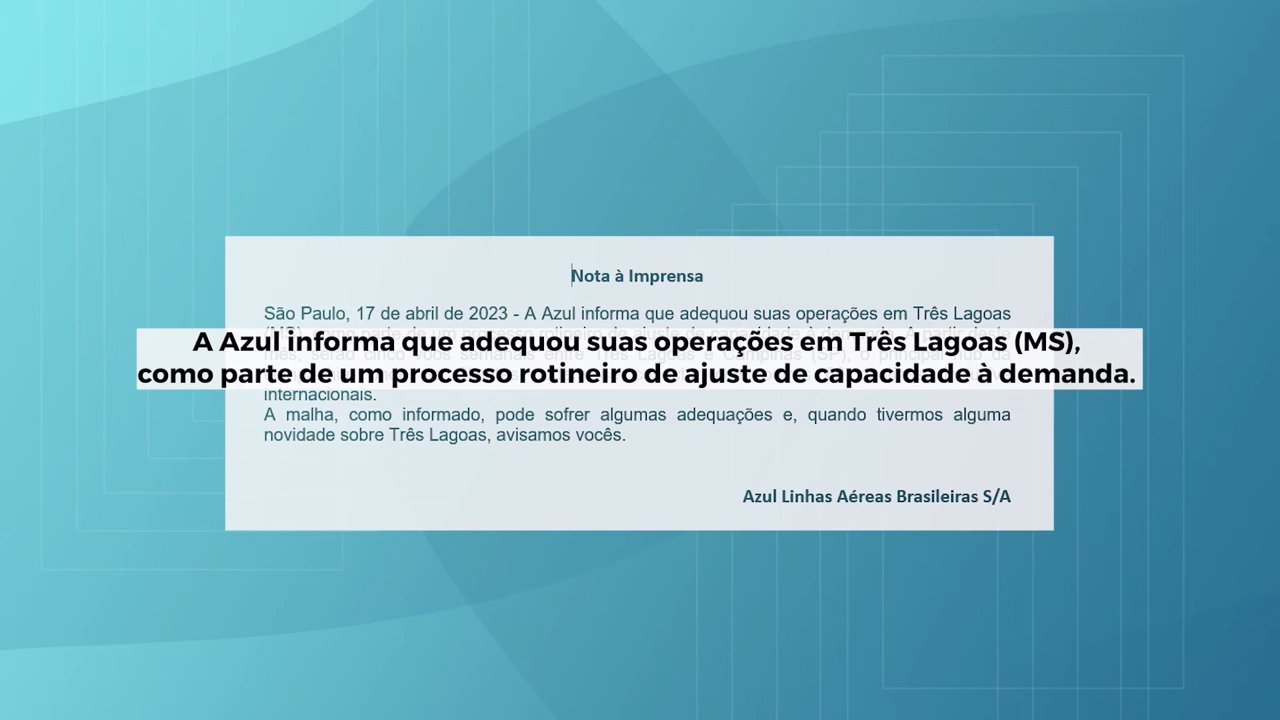 Nota à Imprensa
São Paulo, 17 de abril de 2023 - A Azul informa que adequou suas operações em Três Lagoas
A Azul informa que adequou suas operações em Três Lagoas (MS),
como parte de um processo rotineiro de ajuste de capacidade à demanda.
internacionais.
A malha, como informado, pode sofrer algumas adequações e, quando tivermos alguma
novidade sobre Três Lagoas, avisamos vocês.
Azul Linhas Aéreas Brasileiras S/A